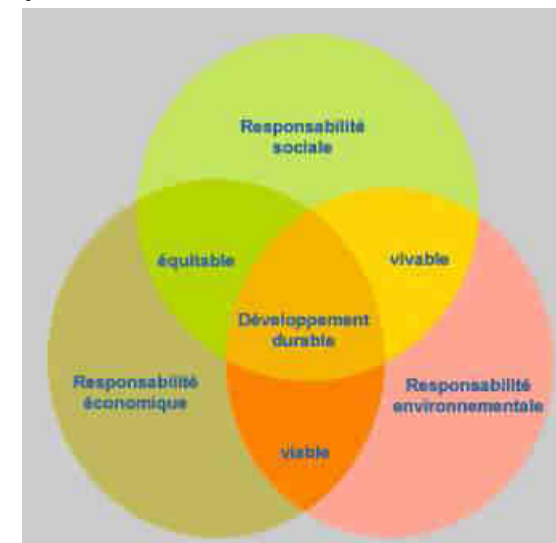 Responsabilité
sociale
équitable
vivable
Développement
durable
Responsabilité
économique
Responsabilité
environnementale
viable